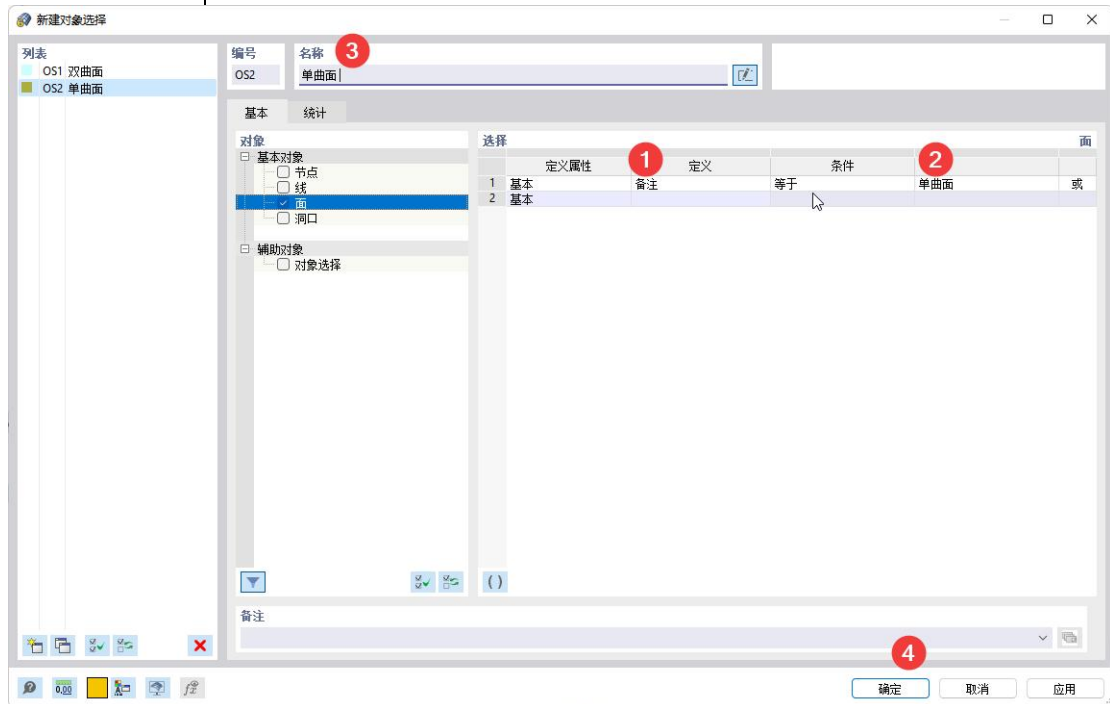 新建对象选择
列表
OS1 双曲面
OS2 单曲面
编号
OS2
名称
3
单曲面
基本
统计
对象
基本对象
节点
线
面
洞口
辅助对象
对象选择
选择
面
定义属性
1
定义
条件
2
1 基本 备注 等于 单曲面 或
2 基本
( )
备注
4
0,00
确定
取消
应用